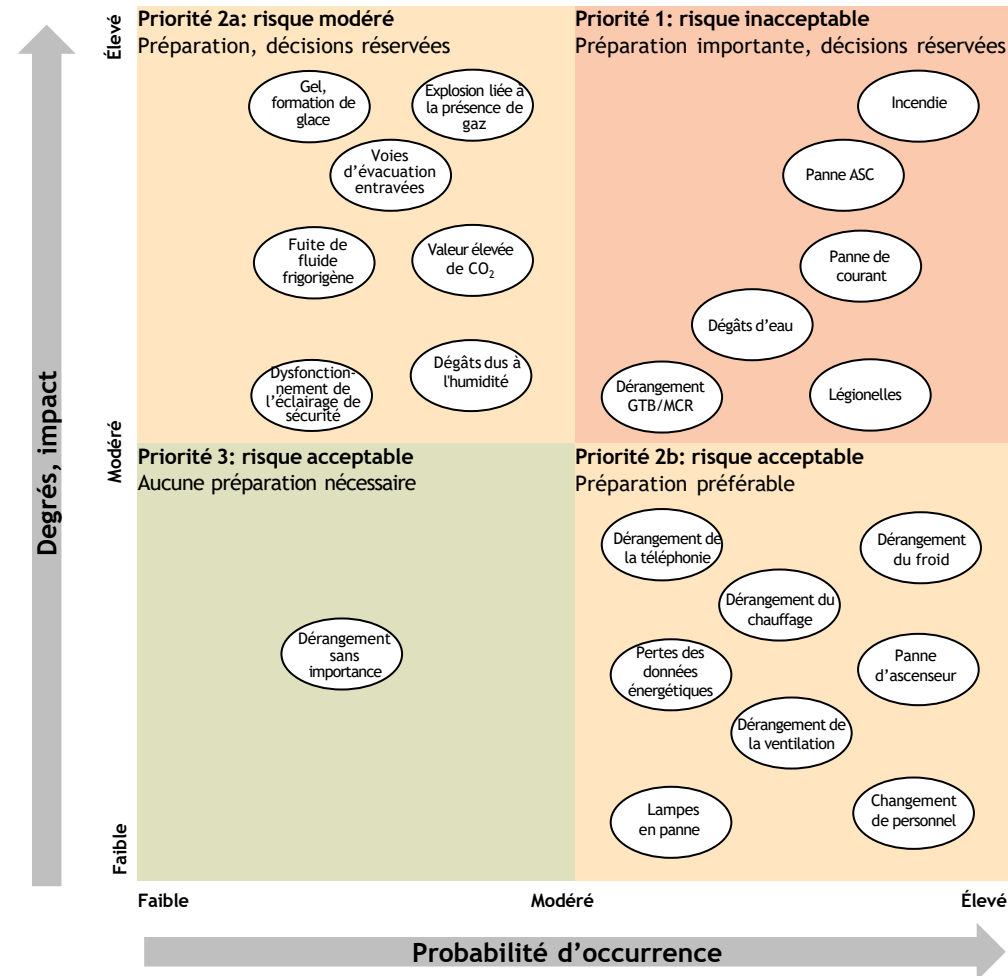 Élevé
Priorité 2a: risque modéré
Préparation, décisions réservées
Gel,
formation de
glace
Explosion liée à
la présence de
gaz
Voies
d’évacuation
entravées
Fuite de
fluide
frigorigène
Valeur élevée
de CO2
Dysfonction-
nement de
l’éclairage de
sécurité
Dégâts dus à
l'humidité
Priorité 1: risque inacceptable
Préparation importante, décisions réservées
Incendie
Panne ASC
Panne de
courant
Dégâts d’eau
Dérangement
GTB/MCR
Légionelles
Degrés, impact
Modéré
Priorité 3: risque acceptable
Aucune préparation nécessaire
Dérangement
sans
importance
Priorité 2b: risque acceptable
Préparation préférable
Dérangement de
la téléphonie
Dérangement
du froid
Dérangement du
chauffage
Pertes des
données
énergétiques
Panne
d’ascenseur
Dérangement de
la ventilation
Lampes
en panne
Changement
de personnel
Faible
Faible
Modéré
Élevé
Probabilité d’occurrence